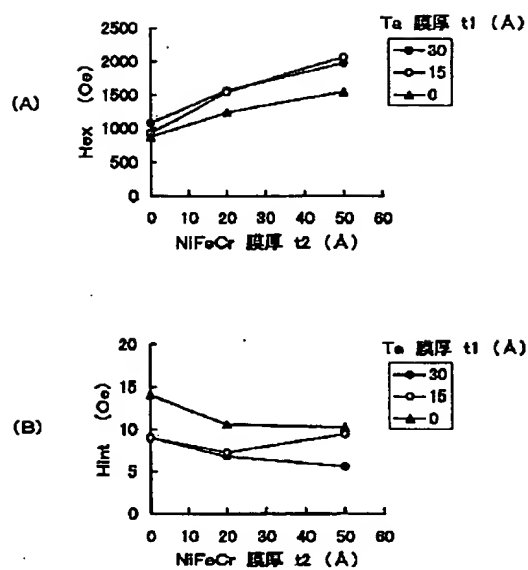 (A)
Hex (Oe)
2500
2000
1500
1000
500
0
0 10 20 30 40 50 60
NiFeCr 膜厚 t2 (Å)
Ta 膜厚 t1 (Å)
30
15
0
(B)
Hint (Oe)
20
15
10
5
0
0 10 20 30 40 50 60
NiFeCr 膜厚 t2 (Å)
Ta 膜厚 t1 (Å)
30
15
0